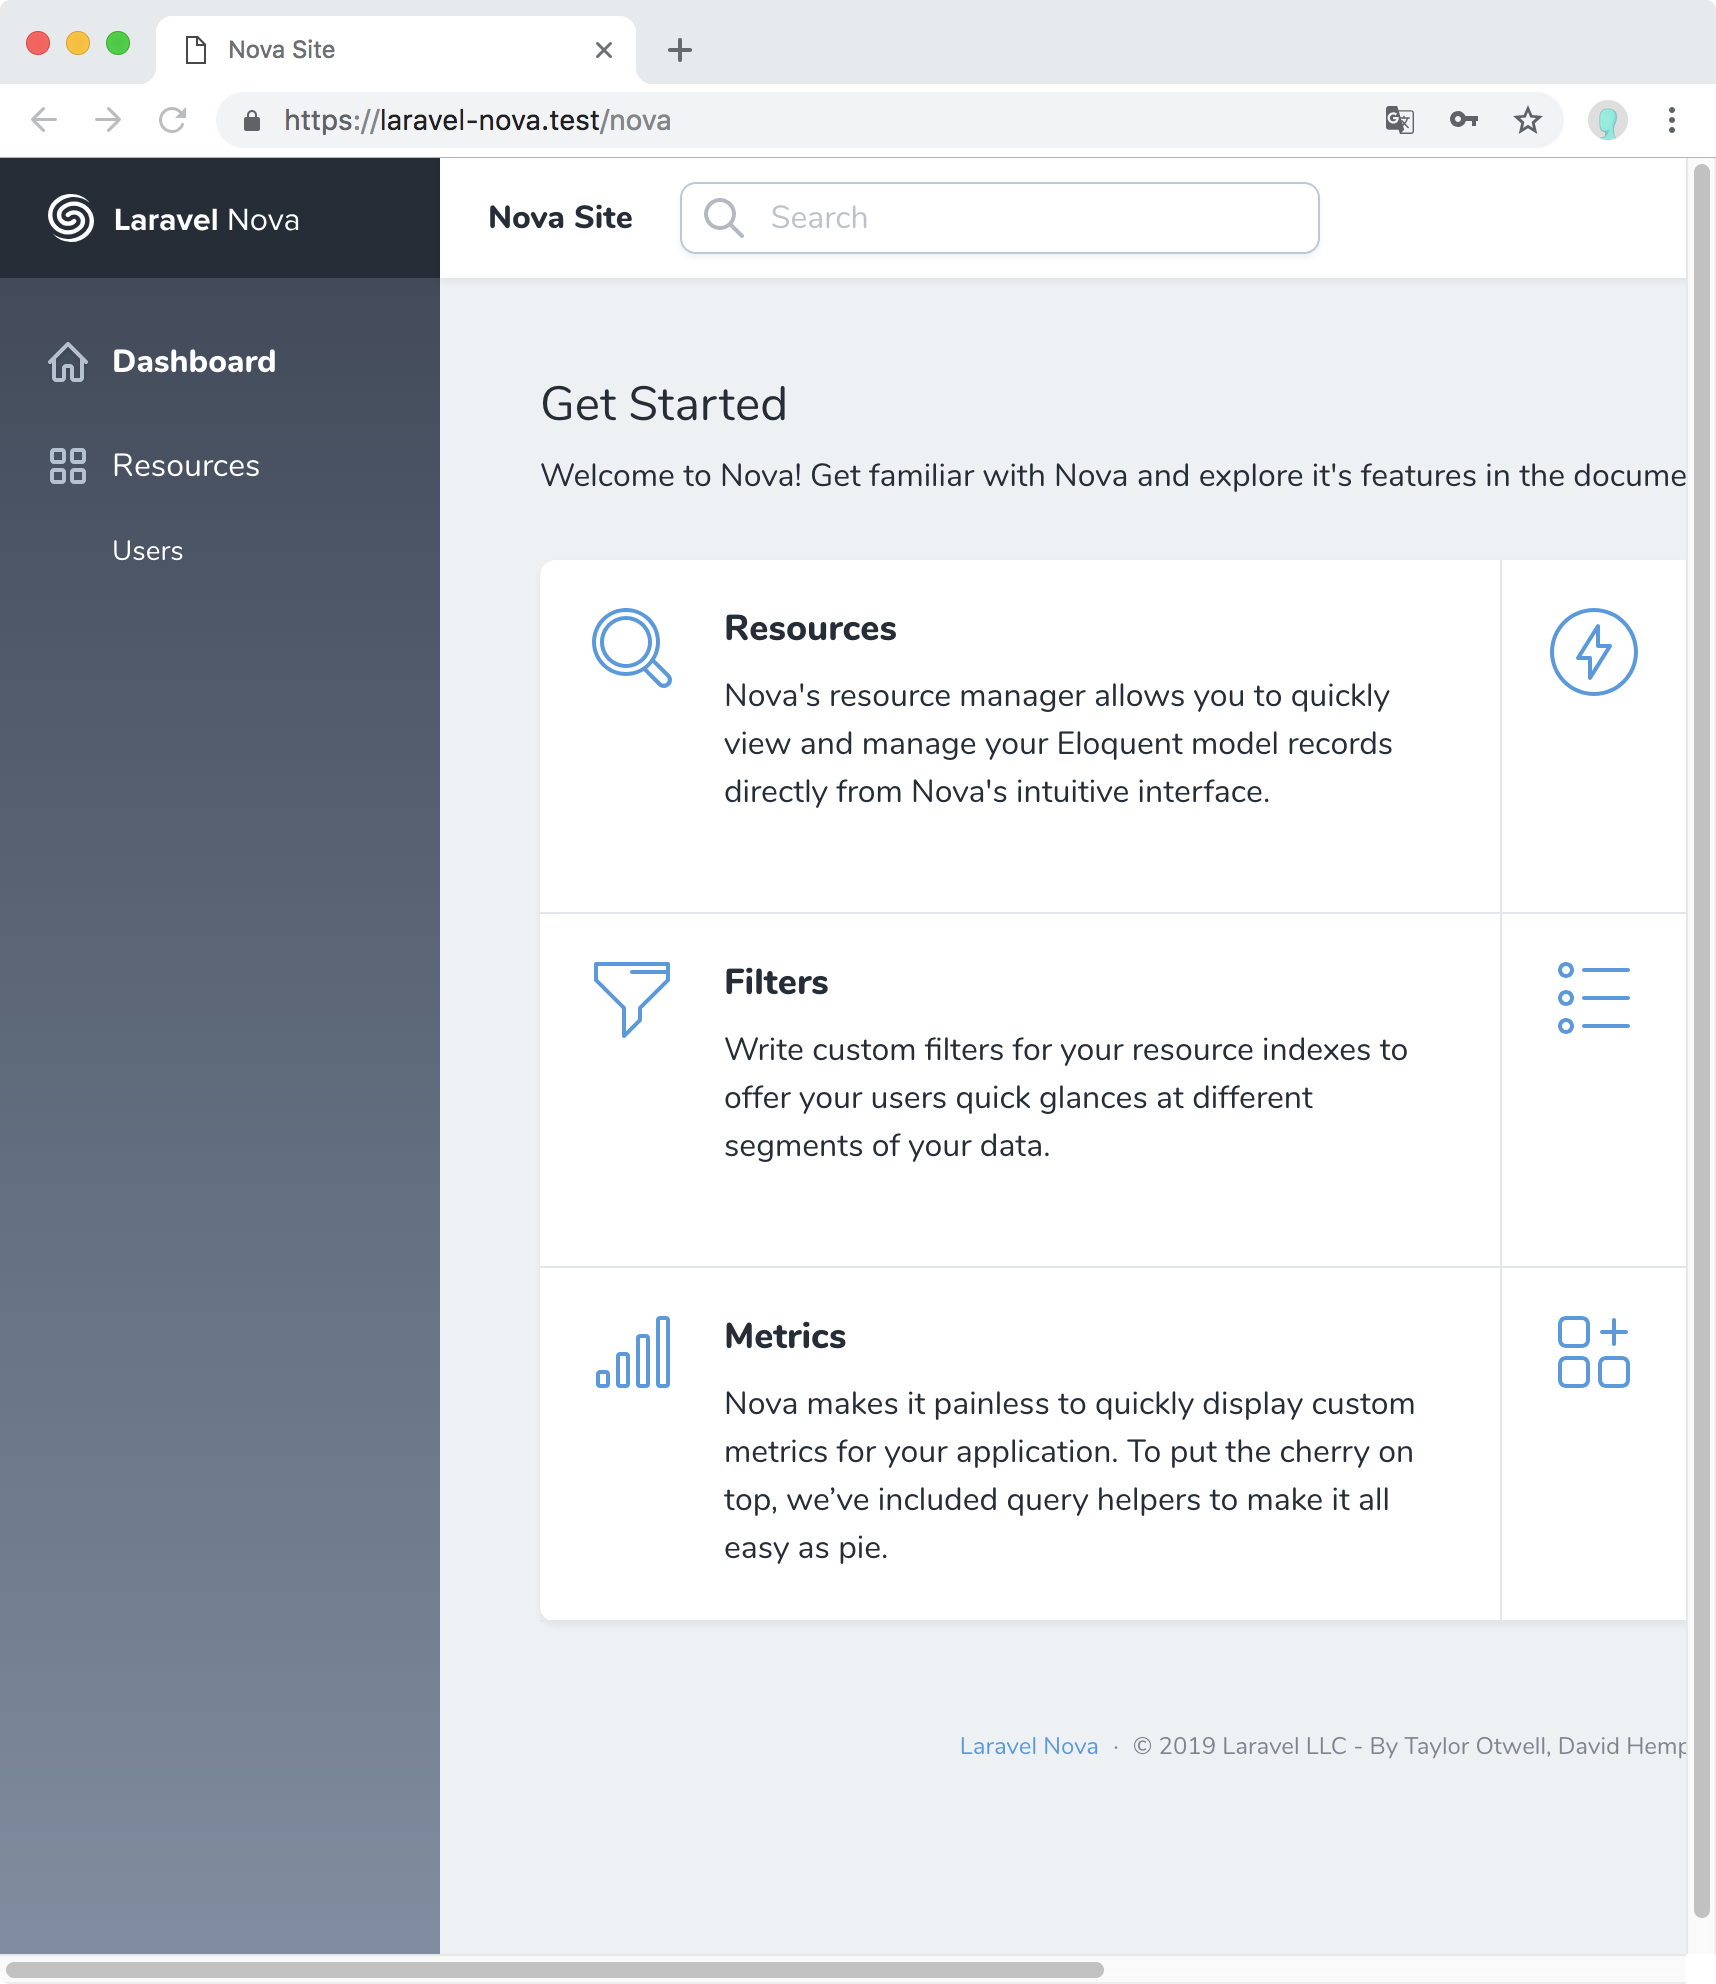 Nova Site
https://laravel-nova.test/nova
Laravel Nova
Nova Site
Search
Dashboard
Resources
Users
Get Started
Welcome to Nova! Get familiar with Nova and explore it's features in the docume
Resources
Nova's resource manager allows you to quickly
view and manage your Eloquent model records
directly from Nova's intuitive interface.
Filters
Write custom filters for your resource indexes to
offer your users quick glances at different
segments of your data.
Metrics
Nova makes it painless to quickly display custom
metrics for your application. To put the cherry on
top, we’ve included query helpers to make it all
easy as pie.
Laravel Nova · © 2019 Laravel LLC - By Taylor Otwell, David Hemp